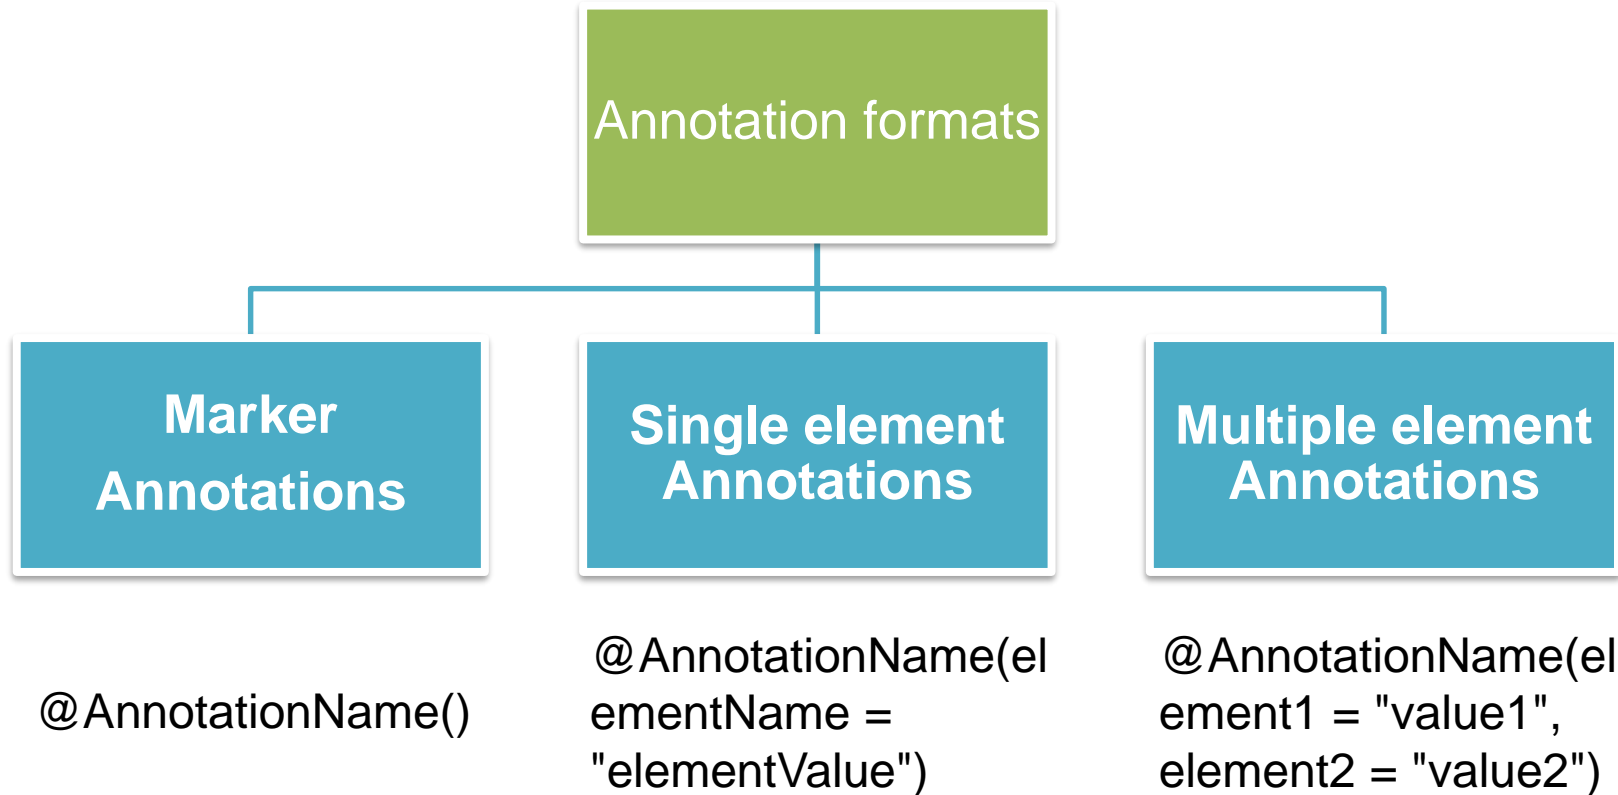 Annotation formats
Marker
Annotations
Single element
Annotations
Multiple element
Annotations
@AnnotationName()
@AnnotationName(el
ementName =
"elementValue")
@AnnotationName(el
ement1 = "value1",
element2 = "value2")